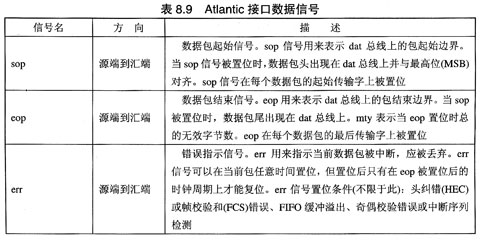 表 8.9 Atlantic 接口数据信号
信号名 方 向 描 述
sop 源端到汇端 数据包起始信号。sop 信号用来表示 dat 总线上的包起始边界。
当 sop 信号被置位时,数据包头出现在 dat 总线上并与最高位(MSB)
对齐。sop 信号在每个数据包的起始传输字上被置位
eop 源端到汇端 数据包结束信号。eop 用来表示 dat 总线上的包结束边界。当 sop
被置位时,数据包尾出现在 dat 总线上。mty 表示当 eop 置位时总
的无效字节数。eop 在每个数据包的最后传输字上被置位
err 源端到汇端 错误指示信号。err 用来指示当前数据包被中断，应被丢弃。err
信号可以在当前包任意时间置位，但置位后只有在 eop 被置位后的
时钟周期上才能复位。err 信号置位条件(不限于此)：头纠错(HEC)
或帧校验和(FCS)错误、FIFO 缓冲溢出、奇偶校验错误或中断序列
检测